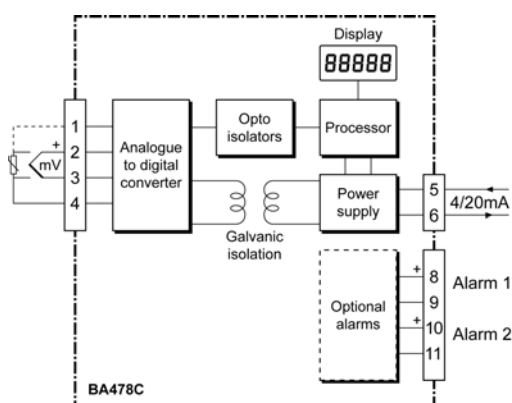 Display
88888
Opto
isolators
Processor
1
2
3
4
+
mV
Analogue
to digital
converter
Galvanic
isolation
Power
supply
5
6
4/20mA
Optional
alarms
+
8
9
+
10
11
Alarm 1
Alarm 2
BA478C